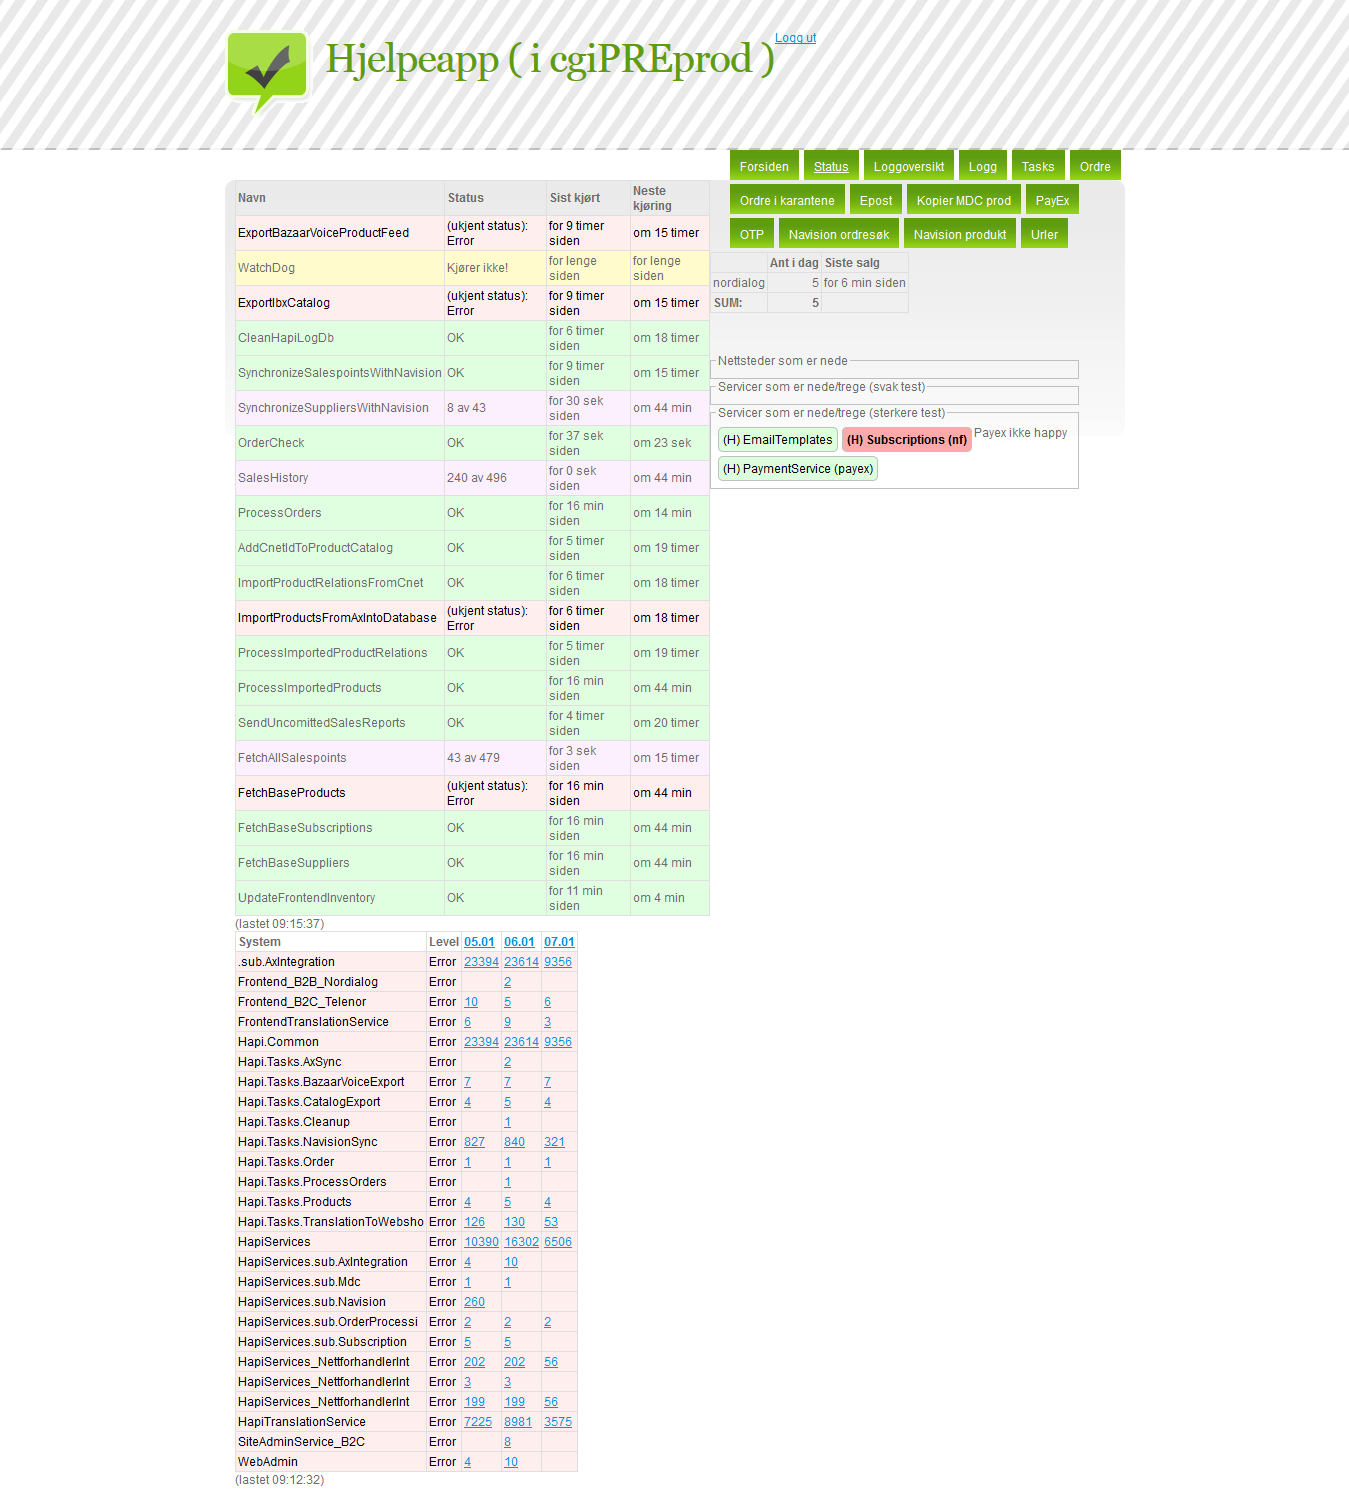 Hjelpeapp ( i cgiPREprod )
Logg ut
Forsiden Status Loggoversikt Logg Tasks Ordre
Ordre i karantene Epost Kopier MDC prod PayEx
OTP Navision ordresøk Navision produkt Urler
Navn Status Sist kjørt Neste kjøring
ExportBazaarVoiceProductFeed (ukjent status): Error for 9 timer siden om 15 timer
WatchDog Kjører ikke! for lenge siden for lenge siden
ExportIbxCatalog (ukjent status): Error for 9 timer siden om 15 timer
CleanHapiLogDb OK for 6 timer siden om 18 timer
SynchronizeSalespointsWithNavision OK for 9 timer siden om 15 timer
SynchronizeSuppliersWithNavision 8 av 43 for 30 sek siden om 44 min
OrderCheck OK for 37 sek siden om 23 sek
SalesHistory 240 av 496 for 0 sek siden om 44 min
ProcessOrders OK for 16 min siden om 14 min
AddCnetIdToProductCatalog OK for 5 timer siden om 19 timer
ImportProductRelationsFromCnet OK for 6 timer siden om 18 timer
ImportProductsFromAxIntoDatabase (ukjent status): Error for 6 timer siden om 18 timer
ProcessImportedProductRelations OK for 5 timer siden om 19 timer
ProcessImportedProducts OK for 16 min siden om 44 min
SendUncomittedSalesReports OK for 4 timer siden om 20 timer
FetchAllSalespoints 43 av 479 for 3 sek siden om 15 timer
FetchBaseProducts (ukjent status): Error for 16 min siden om 44 min
FetchBaseSubscriptions OK for 16 min siden om 44 min
FetchBaseSuppliers OK for 16 min siden om 44 min
UpdateFrontendInventory OK for 11 min siden om 4 min
(lastet 09:15:37)
Ant i dag Siste salg
nordialog 5 for 6 min siden
SUM: 5
Nettsteder som er nede
Servicer som er nede/trege (svak test)
Servicer som er nede/trege (sterkere test)
(H) EmailTemplates (H) Subscriptions (nf) Payex ikke happy
(H) PaymentService (payex)
System Level 05.01 06.01 07.01
.sub.AxIntegration Error 23394 23614 9356
Frontend_B2B_Nordialog Error 2
Frontend_B2C_Telenor Error 10 5 6
FrontendTranslationService Error 6 9 3
Hapi.Common Error 23394 23614 9356
Hapi.Tasks.AxSync Error 2
Hapi.Tasks.BazaarVoiceExport Error 7 7 7
Hapi.Tasks.CatalogExport Error 4 5 4
Hapi.Tasks.Cleanup Error 1
Hapi.Tasks.NavisionSync Error 827 840 321
Hapi.Tasks.Order Error 1 1 1
Hapi.Tasks.ProcessOrders Error 1
Hapi.Tasks.Products Error 4 5 4
Hapi.Tasks.TranslationToWebsho Error 126 130 53
HapiServices Error 10390 16302 6506
HapiServices.sub.AxIntegration Error 4 10
HapiServices.sub.Mdc Error 1 1
HapiServices.sub.Navision Error 260
HapiServices.sub.OrderProcessi Error 2 2 2
HapiServices.sub.Subscription Error 5 5
HapiServices_NettforhandlerInt Error 202 202 56
HapiServices_NettforhandlerInt Error 3 3
HapiServices_NettforhandlerInt Error 199 199 56
HapiTranslationService Error 7225 8981 3575
SiteAdminService_B2C Error 8
WebAdmin Error 4 10
(lastet 09:12:32)